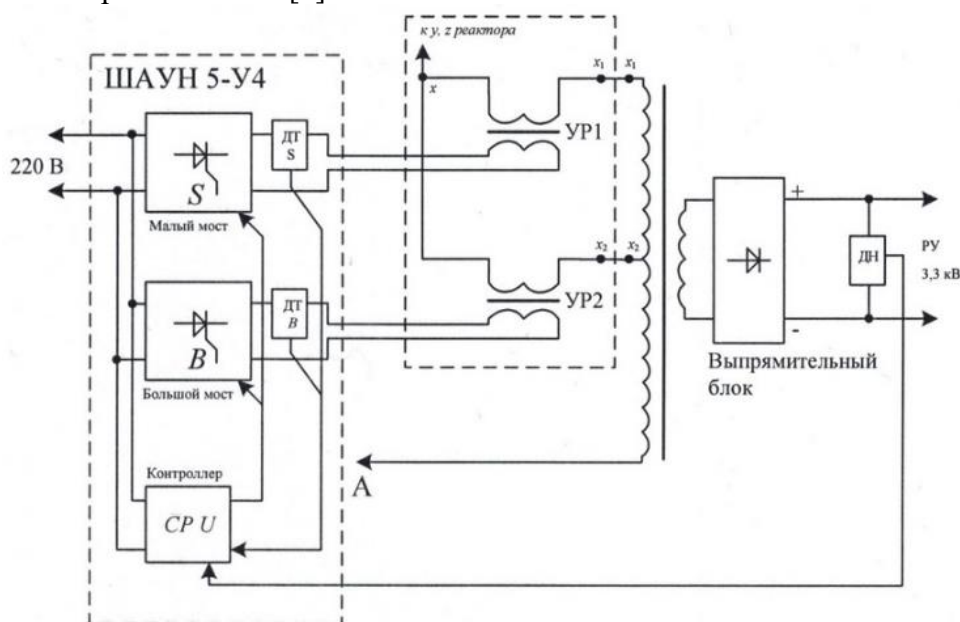 к у, z реактора
ШАУН 5-У4
x
x₁ x₁
УР1
ДТ
S
220 В
S
Малый мост
+
x₂ x₂
ДН
РУ
3,3 кВ
УР2
ДТ
B
B
-
Выпрямительный
блок
Большой мост
Контроллер
A
CP U